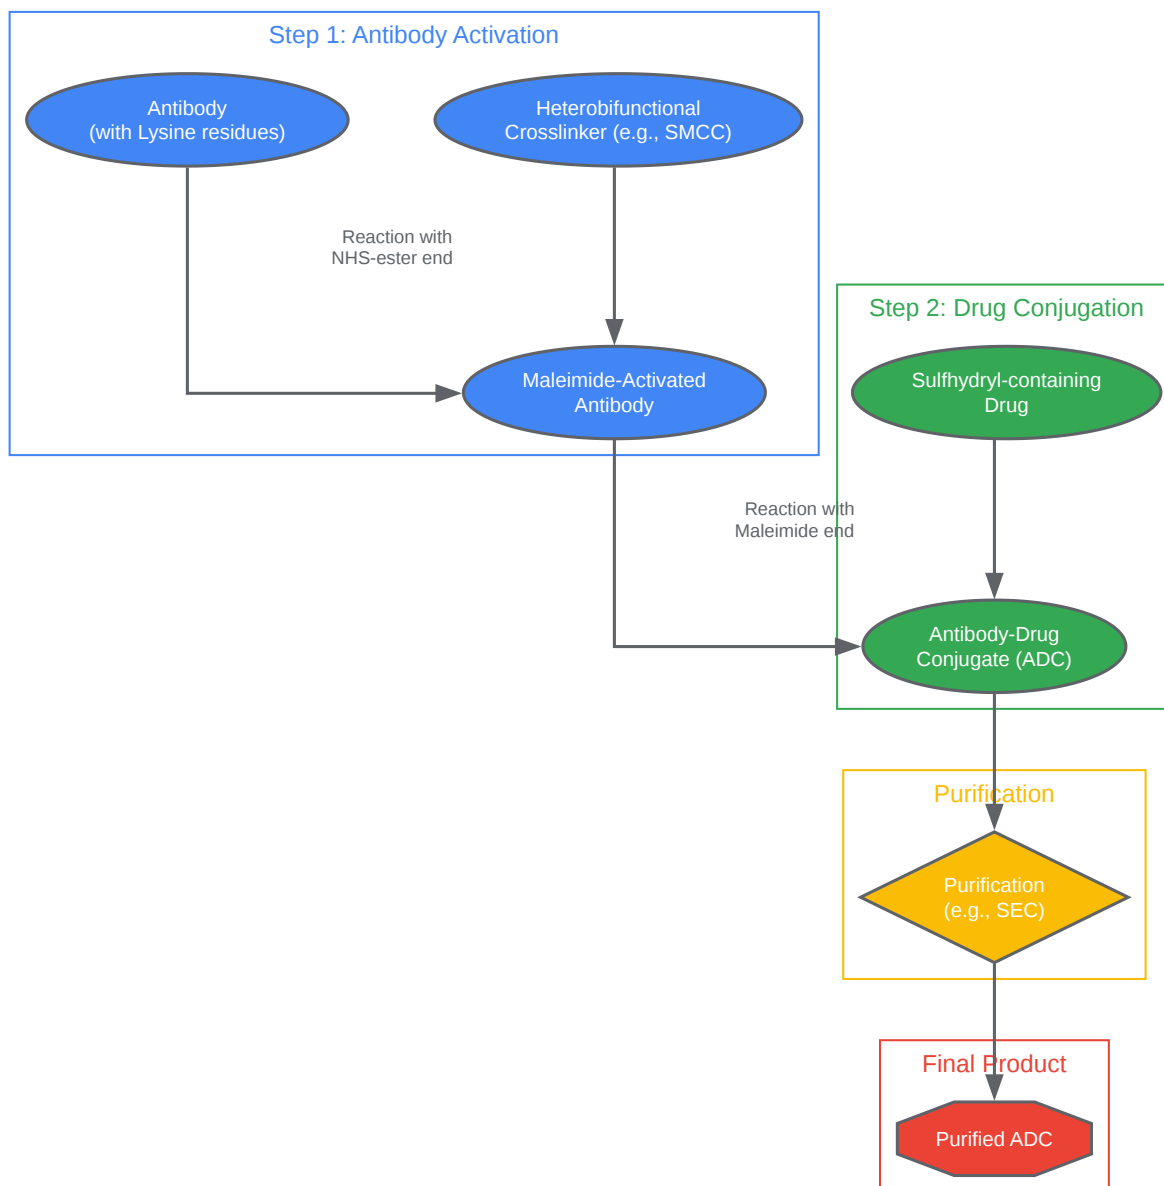 Step 1: Antibody Activation
Antibody
(with Lysine residues)
Heterobifunctional
Crosslinker (e.g., SMCC)
Reaction with
NHS-ester end
Maleimide-Activated
Antibody
Step 2: Drug Conjugation
Sulfhydryl-containing
Drug
Reaction with
Maleimide end
Antibody-Drug
Conjugate (ADC)
Purification
Purification
(e.g., SEC)
Final Product
Purified ADC